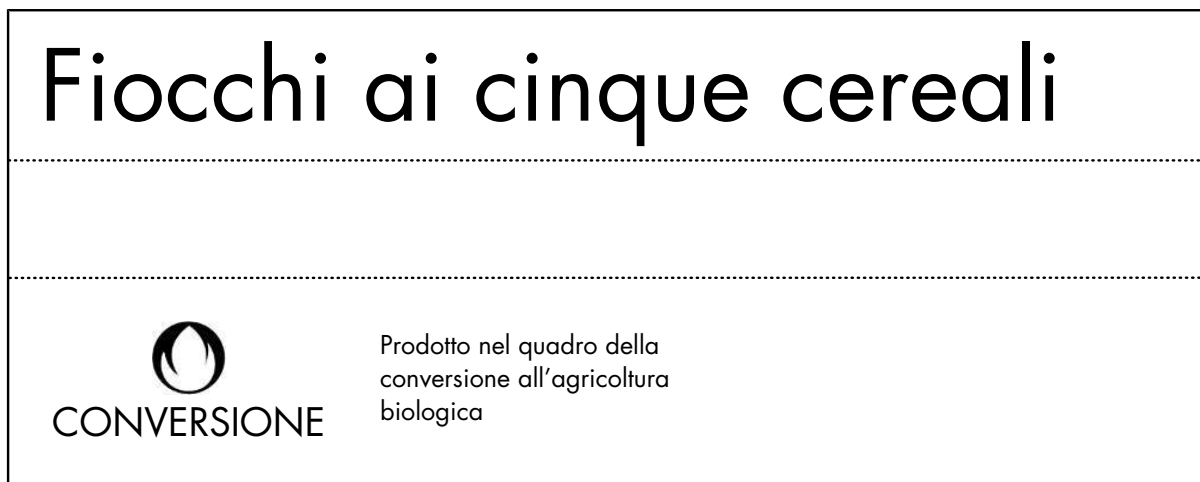 Fiocchi ai cinque cereali
CONVERSIONE
Prodotto nel quadro della
conversione all’agricoltura
biologica